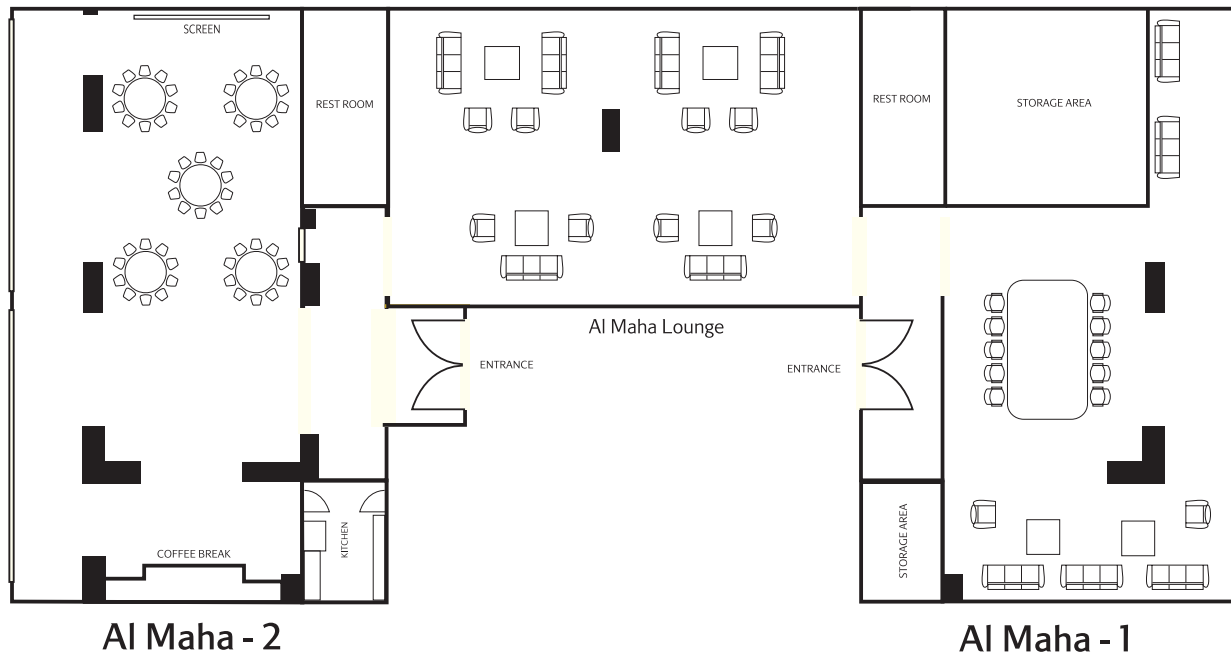 SCREEN
REST ROOM
REST ROOM
STORAGE AREA
Al Maha Lounge
ENTRANCE
ENTRANCE
KITCHEN
STORAGE AREA
COFFEE BREAK
Al Maha - 2
Al Maha - 1